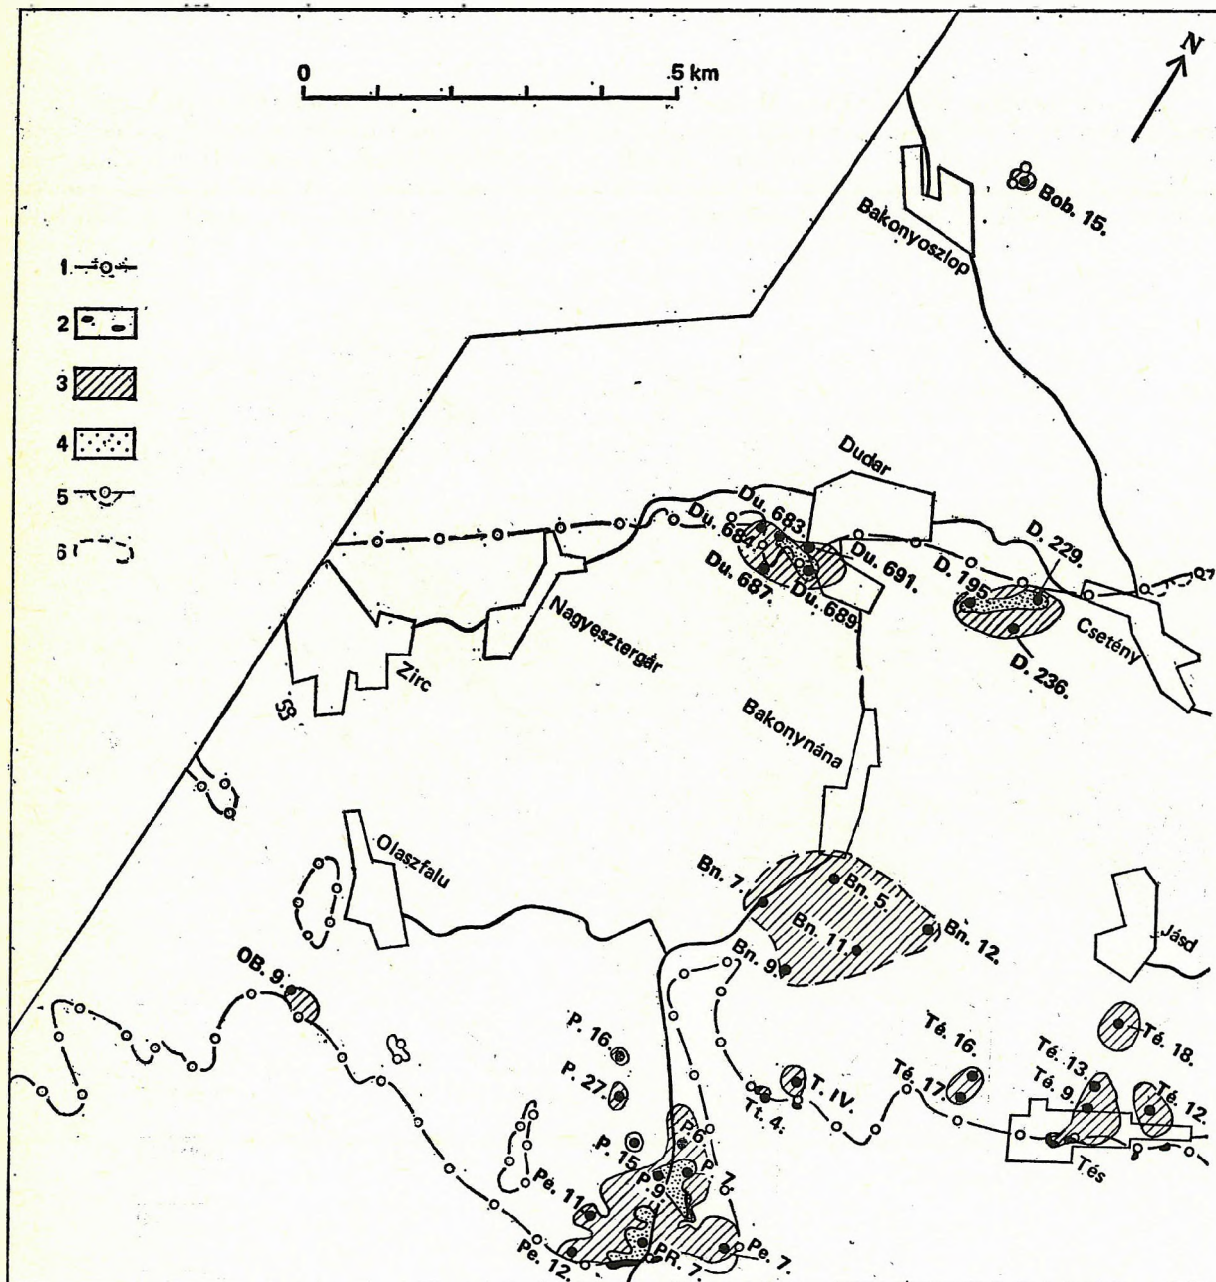 N
0 5 km
Bob. 15.
Bakonyoszlop
1
2
3
4
5
6
Dudar
Du. 683.
Du. 684.
Du. 687.
Du. 689.
Du. 691.
D. 229.
D. 195.
D. 236.
Csetény
Nagyesztergár
Zirc
Bakonynána
Olaszfalu
Bn. 7.
Bn. 5.
Bn. 11.
Bn. 12.
Bn. 9.
Jásd
OB. 9.
P. 16.
P. 27.
P. 15.
P. 6.
P. 7.
P. 9.
Pé. 11.
Pe. 12.
PR. 7.
Pe. 7.
Tt. 4.
T. IV.
Té. 16.
Té. 17.
Té. 18.
Té. 13.
Té. 9.
Té. 12.
Tés